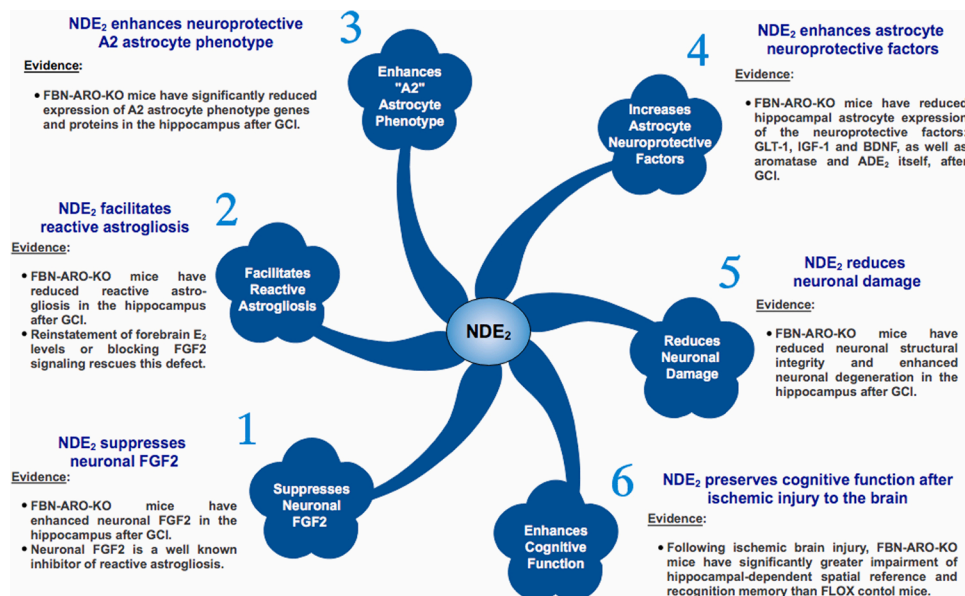 NDE₂ enhances neuroprotective
A2 astrocyte phenotype
Evidence:
• FBN-ARO-KO mice have significantly reduced
expression of A2 astrocyte phenotype genes
and proteins in the hippocampus after GCI.
3
Enhances
"A2"
Astrocyte
Phenotype
4
NDE₂ enhances astrocyte
neuroprotective factors
Evidence:
• FBN-ARO-KO mice have reduced
hippocampal astrocyte expression
of the neuroprotective factors:
GLT-1, IGF-1 and BDNF, as well as
aromatase and ADE₂ itself, after
GCI.
Increases
Astrocyte
Neuroprotective
Factors
NDE₂ facilitates
reactive astrogliosis
Evidence:
• FBN-ARO-KO mice have
reduced reactive astro-
gliosis in the hippocampus
after GCI.
• Reinstatement of forebrain E₂
levels or blocking FGF2
signaling rescues this defect.
2
Facilitates
Reactive
Astrogliosis
NDE₂
5
NDE₂ reduces
neuronal damage
Evidence:
• FBN-ARO-KO mice have
reduced neuronal structural
integrity and enhanced
neuronal degeneration in the
hippocampus after GCI.
Reduces
Neuronal
Damage
1
NDE₂ suppresses
neuronal FGF2
Evidence:
• FBN-ARO-KO mice have
enhanced neuronal FGF2 in the
hippocampus after GCI.
• Neuronal FGF2 is a well known
inhibitor of reactive astrogliosis.
Suppresses
Neuronal
FGF2
6
Enhances
Cognitive
Function
NDE₂ preserves cognitive function after
ischemic injury to the brain
Evidence:
• Following ischemic brain injury, FBN-ARO-KO
mice have significantly greater impairment of
hippocampal-dependent spatial reference and
recognition memory than FLOX contol mice.